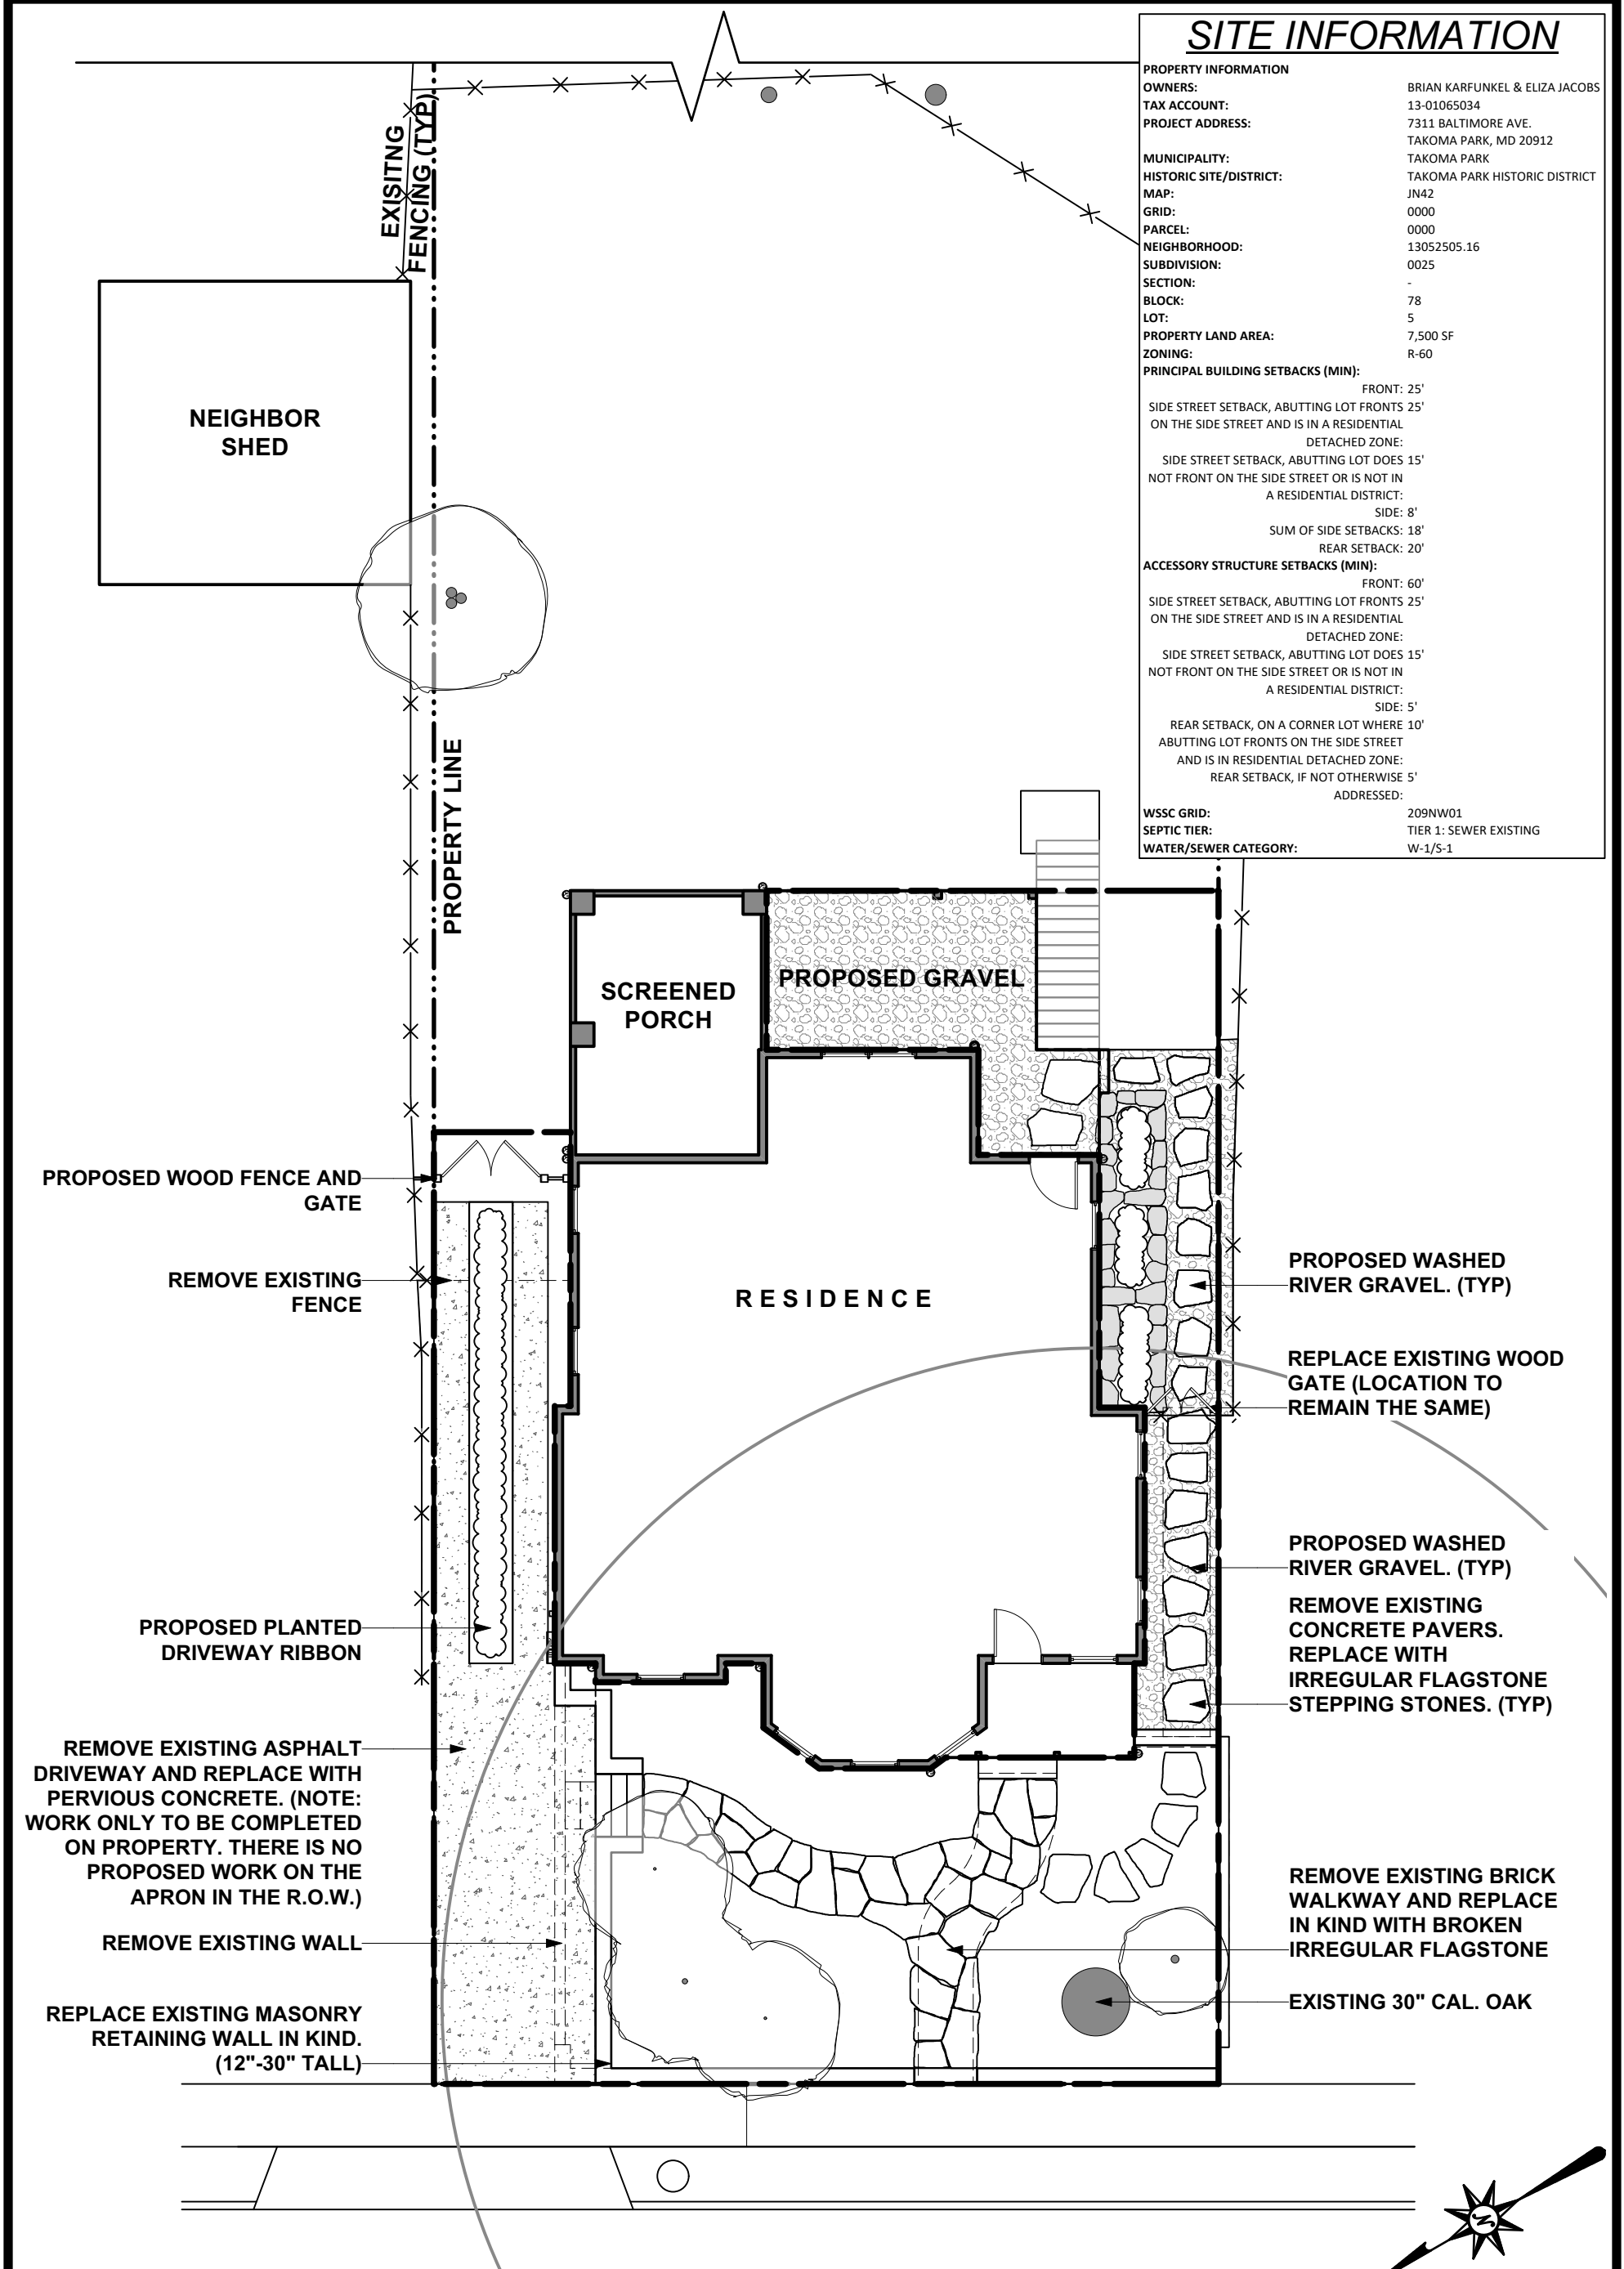 SITE INFORMATION
PROPERTY INFORMATION
OWNERS: BRIAN KARFUNKEL & ELIZA JACOBS
TAX ACCOUNT: 13-01065034
PROJECT ADDRESS: 7311 BALTIMORE AVE.
TAKOMA PARK, MD 20912
MUNICIPALITY: TAKOMA PARK
HISTORIC SITE/DISTRICT: TAKOMA PARK HISTORIC DISTRICT
MAP: JN42
GRID: 0000
PARCEL: 0000
NEIGHBORHOOD: 13052505.16
SUBDIVISION: 0025
SECTION: -
BLOCK: 78
LOT: 5
PROPERTY LAND AREA: 7,500 SF
ZONING: R-60
PRINCIPAL BUILDING SETBACKS (MIN):
FRONT: 25'
SIDE STREET SETBACK, ABUTTING LOT FRONTS 25'
ON THE SIDE STREET AND IS IN A RESIDENTIAL
DETACHED ZONE:
SIDE STREET SETBACK, ABUTTING LOT DOES 15'
NOT FRONT ON THE SIDE STREET OR IS NOT IN
A RESIDENTIAL DISTRICT:
SIDE: 8'
SUM OF SIDE SETBACKS: 18'
REAR SETBACK: 20'
ACCESSORY STRUCTURE SETBACKS (MIN):
FRONT: 60'
SIDE STREET SETBACK, ABUTTING LOT FRONTS 25'
ON THE SIDE STREET AND IS IN A RESIDENTIAL
DETACHED ZONE:
SIDE STREET SETBACK, ABUTTING LOT DOES 15'
NOT FRONT ON THE SIDE STREET OR IS NOT IN
A RESIDENTIAL DISTRICT:
SIDE: 5'
REAR SETBACK, ON A CORNER LOT WHERE 10'
ABUTTING LOT FRONTS ON THE SIDE STREET
AND IS IN RESIDENTIAL DETACHED ZONE:
REAR SETBACK, IF NOT OTHERWISE 5'
ADDRESSED:
WSSC GRID: 209NW01
SEPTIC TIER: TIER 1: SEWER EXISTING
WATER/SEWER CATEGORY: W-1/S-1
EXISITNG
FENCING (TYP)
NEIGHBOR
SHED
PROPERTY LINE
SCREENED
PORCH
PROPOSED GRAVEL
RESIDENCE
PROPOSED WOOD FENCE AND
GATE
REMOVE EXISTING
FENCE
PROPOSED PLANTED
DRIVEWAY RIBBON
REMOVE EXISTING ASPHALT
DRIVEWAY AND REPLACE WITH
PERVIOUS CONCRETE. (NOTE:
WORK ONLY TO BE COMPLETED
ON PROPERTY. THERE IS NO
PROPOSED WORK ON THE
APRON IN THE R.O.W.)
REMOVE EXISTING WALL
REPLACE EXISTING MASONRY
RETAINING WALL IN KIND.
(12"-30" TALL)
PROPOSED WASHED
RIVER GRAVEL. (TYP)
REPLACE EXISTING WOOD
GATE (LOCATION TO
REMAIN THE SAME)
PROPOSED WASHED
RIVER GRAVEL. (TYP)
REMOVE EXISTING
CONCRETE PAVERS.
REPLACE WITH
IRREGULAR FLAGSTONE
STEPPING STONES. (TYP)
REMOVE EXISTING BRICK
WALKWAY AND REPLACE
IN KIND WITH BROKEN
IRREGULAR FLAGSTONE
EXISTING 30" CAL. OAK
N